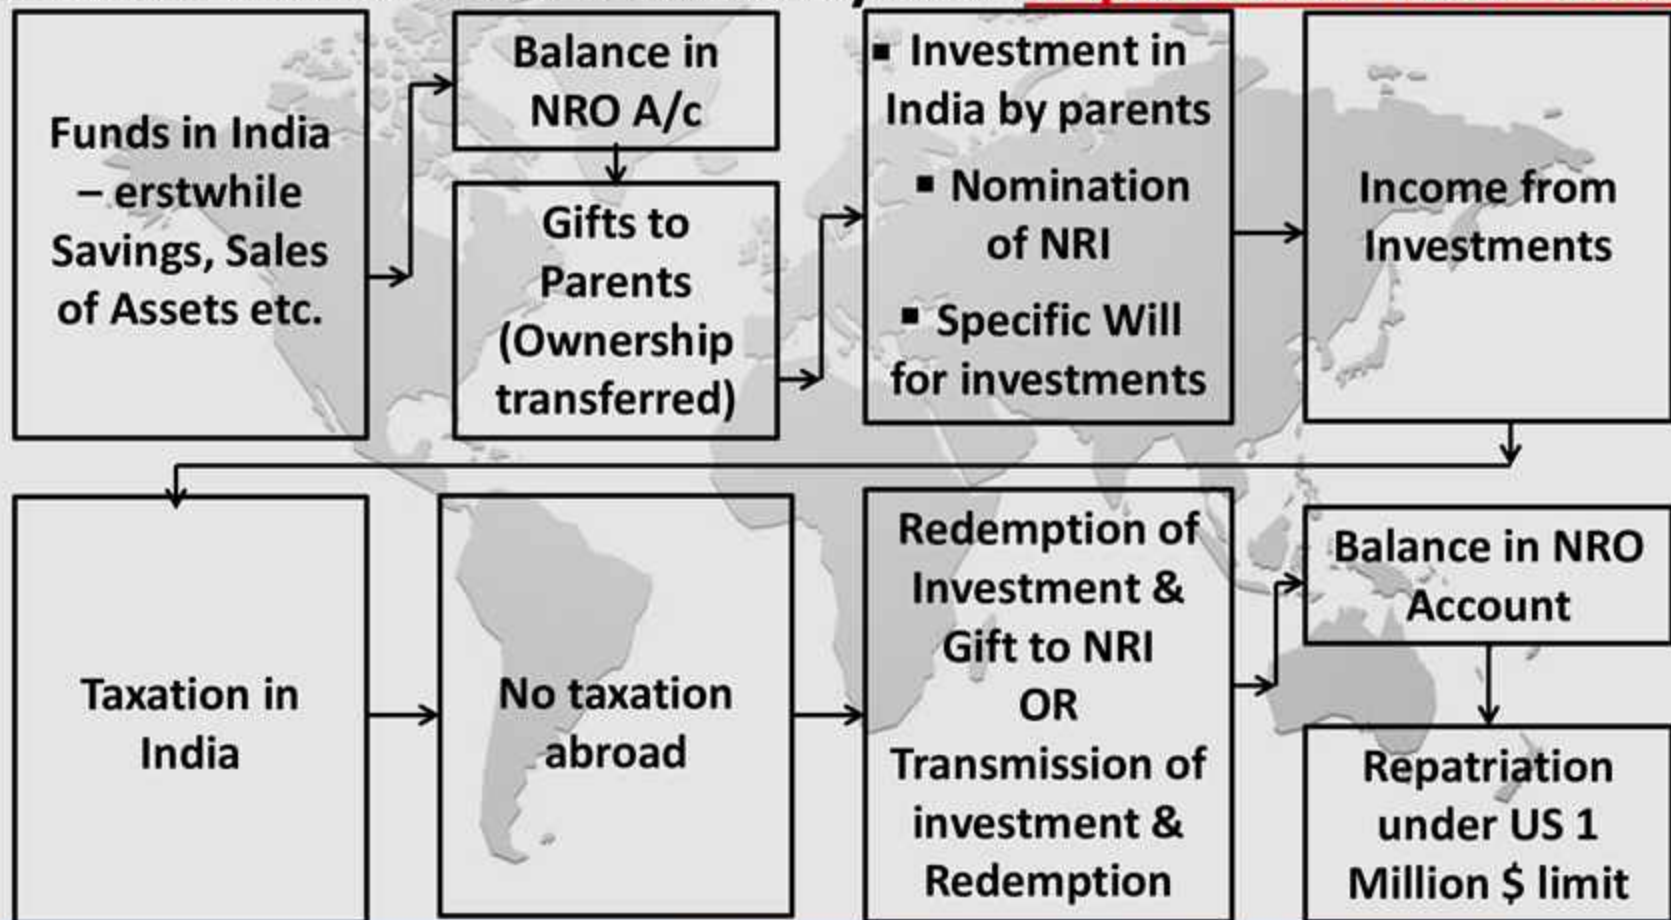 Funds in India
– erstwhile
Savings, Sales
of Assets etc.
Balance in
NRO A/c
Gifts to
Parents
(Ownership
transferred)
▪ Investment in
India by parents
▪ Nomination
of NRI
▪ Specific Will
for investments
Income from
Investments
Taxation in
India
No taxation
abroad
Redemption of
Investment &
Gift to NRI
OR
Transmission of
investment &
Redemption
Balance in NRO
Account
Repatriation
under US 1
Million $ limit